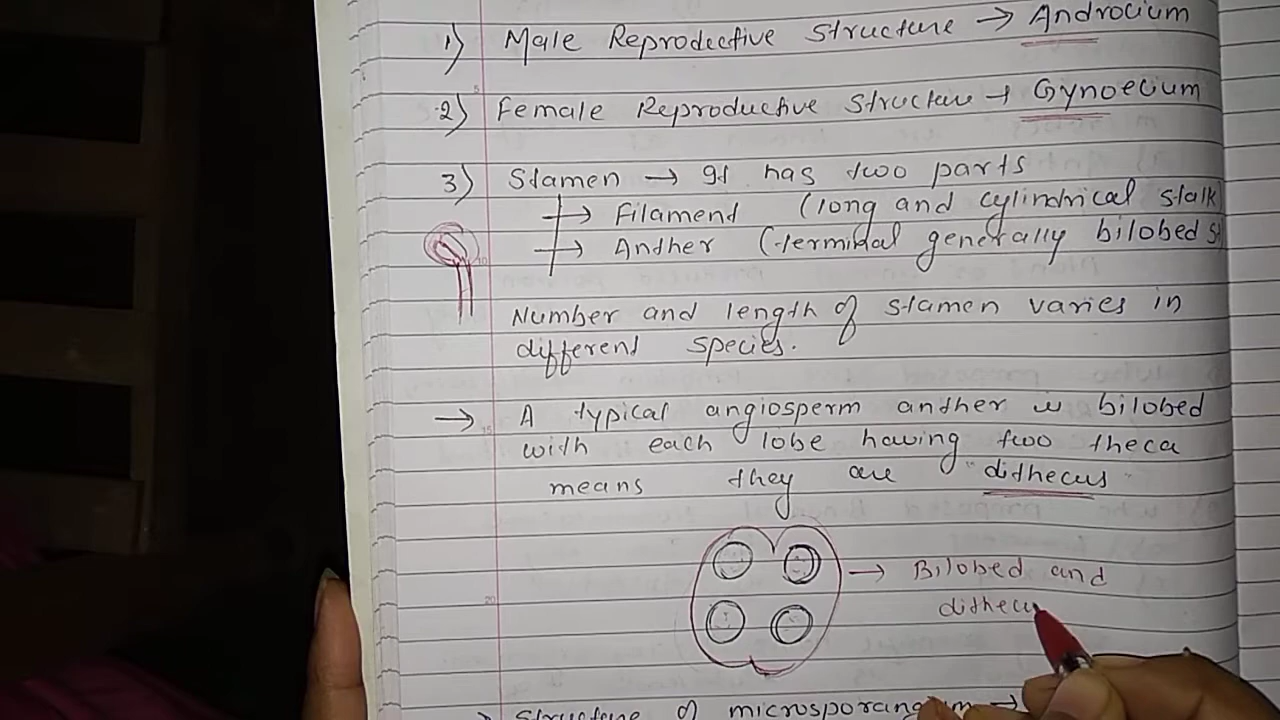 1) Male Reproductive Structure → Androcium
2) Female Reproductive Structure → Gynoecium
3) Stamen → It has two parts
→ Filament (long and cylindrical stalk
→ Anther (terminal generally bilobed st
Number and length of stamen varies in
different species.
→ A typical angiosperm anther is bilobed
with each lobe having two theca
means they are "dithecus"
→ Bilobed and
dithecu
Structure of microsporangium →